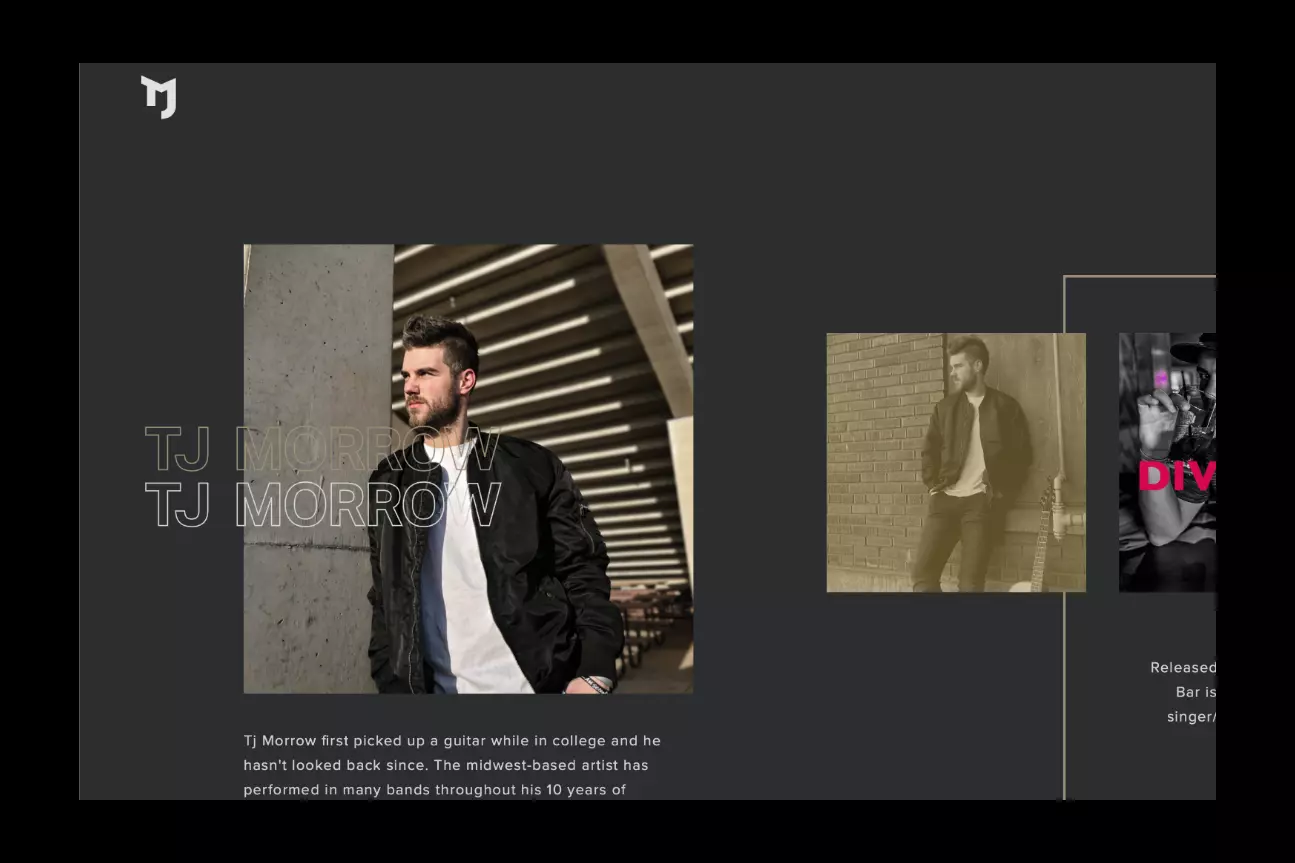 TJ
TJ MORROW
TJ MORROW
DIV
Tj Morrow first picked up a guitar while in college and he
hasn't looked back since. The midwest-based artist has
performed in many bands throughout his 10 years of
Released
Bar is
singer/